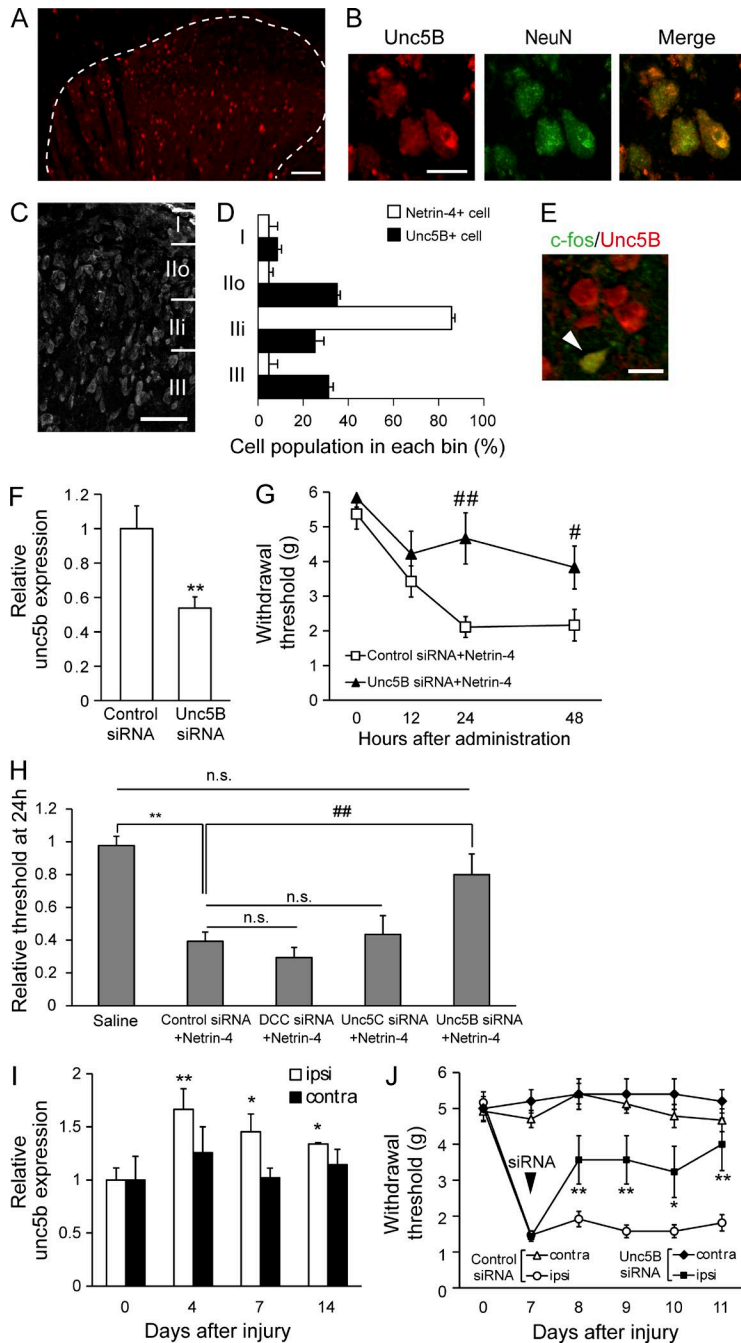 A
B
Unc5B
NeuN
Merge
C
I
IIo
IIi
III
D
Netrin-4+ cell
Unc5B+ cell
I
IIo
IIi
III
0 20 40 60 80 100
Cell population in each bin (%)
E
c-fos/Unc5B
F
Relative
unc5b expression
1.2
1
0.8
0.6
0.4
0.2
0
**
Control
siRNA
Unc5B
siRNA
G
Withdrawal
threshold (g)
6
5
4
3
2
1
0
##
#
Control siRNA+Netrin-4
Unc5B siRNA+Netrin-4
0 12 24 48
Hours after administration
H
Relative threshold at 24h
1.2
1
0.8
0.6
0.4
0.2
0
n.s.
**
##
n.s.
n.s.
Saline
Control siRNA
+Netrin-4
DCC siRNA
+Netrin-4
Unc5C siRNA
+Netrin-4
Unc5B siRNA
+Netrin-4
I
Relative
unc5b expression
2
1.5
1
0.5
0
ipsi
contra
**
*
*
0 4 7 14
Days after injury
J
Withdrawal
threshold (g)
6
5
4
3
2
1
0
siRNA
**
**
*
**
Control
siRNA
contra
ipsi
Unc5B
siRNA
contra
ipsi
0 7 8 9 10 11
Days after injury